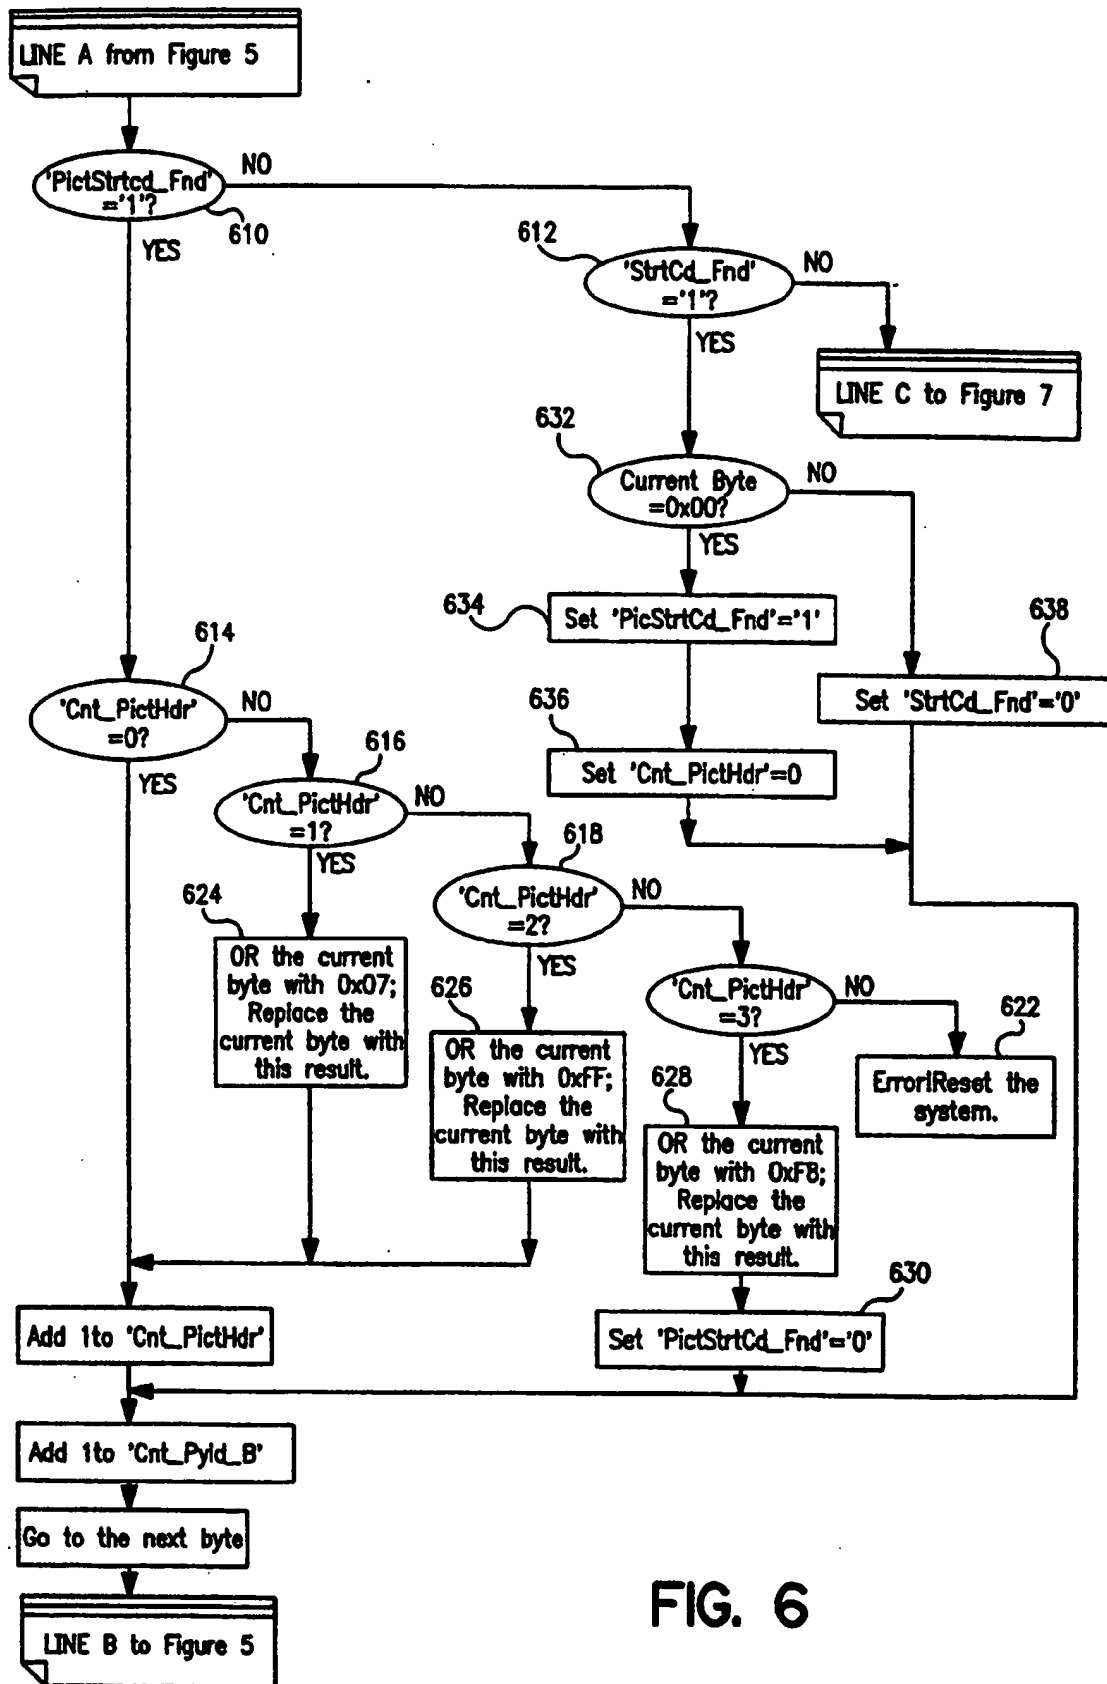 LINE A from Figure 5
'PictStrtcd_Fnd'
='1'?
NO
610
YES
612
'StrtCd_Fnd'
='1'?
NO
YES
LINE C to Figure 7
632
Current Byte
=0x00?
NO
YES
634
Set 'PicStrtCd_Fnd'='1'
638
Set 'StrtCd_Fnd'='0'
614
'Cnt_PictHdr'
=0?
NO
YES
636
Set 'Cnt_PictHdr'=0
616
'Cnt_PictHdr'
=1?
NO
YES
618
'Cnt_PictHdr'
=2?
NO
YES
624
OR the current
byte with 0x07;
Replace the
current byte with
this result.
626
OR the current
byte with 0xFF;
Replace the
current byte with
this result.
'Cnt_PictHdr'
=3?
NO
YES
622
Error!Reset the
system.
628
OR the current
byte with 0xF8;
Replace the
current byte with
this result.
630
Set 'PictStrtCd_Fnd'='0'
Add 1to 'Cnt_PictHdr'
Add 1to 'Cnt_Pyld_B'
Go to the next byte
LINE B to Figure 5
FIG. 6